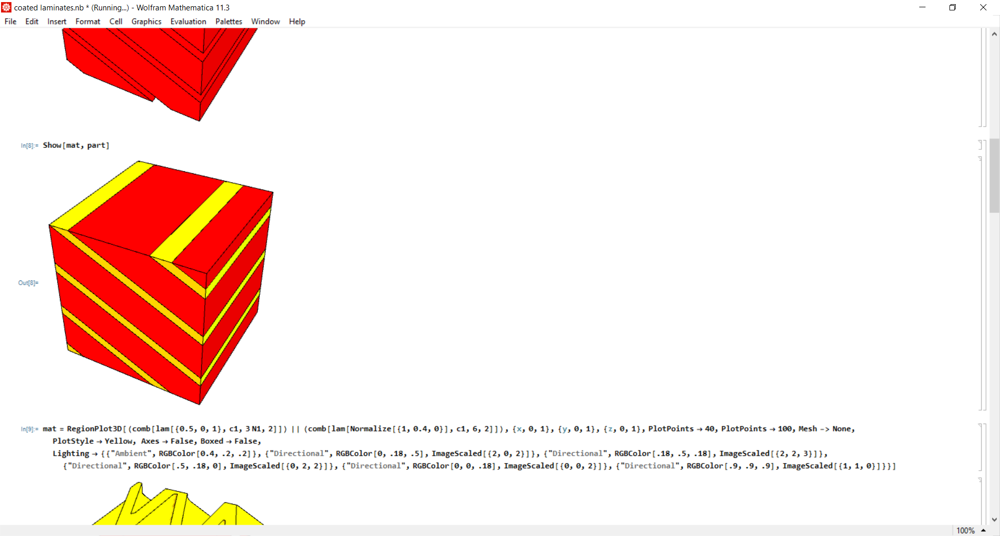 coated laminates.nb * (Running...) - Wolfram Mathematica 11.3
File Edit Insert Format Cell Graphics Evaluation Palettes Window Help
In[8]:= Show[mat, part]
Out[8]=
In[9]:= mat = RegionPlot3D[(comb[lam[{0.5, 0, 1}, c1, 3 N1, 2]]) || (comb[lam[Normalize[{1, 0.4, 0}], c1, 6, 2]]), {x, 0, 1}, {y, 0, 1}, {z, 0, 1}, PlotPoints → 40, PlotPoints → 100, Mesh -> None,
PlotStyle → Yellow, Axes → False, Boxed → False,
Lighting → {{"Ambient", RGBColor[0.4, .2, .2]}, {"Directional", RGBColor[0, .18, .5], ImageScaled[{2, 0, 2}]}, {"Directional", RGBColor[.18, .5, .18], ImageScaled[{2, 2, 3}]},
{"Directional", RGBColor[.5, .18, 0], ImageScaled[{0, 2, 2}]}, {"Directional", RGBColor[0, 0, .18], ImageScaled[{0, 0, 2}]}, {"Directional", RGBColor[.9, .9, .9], ImageScaled[{1, 1, 0}]}}]
100%